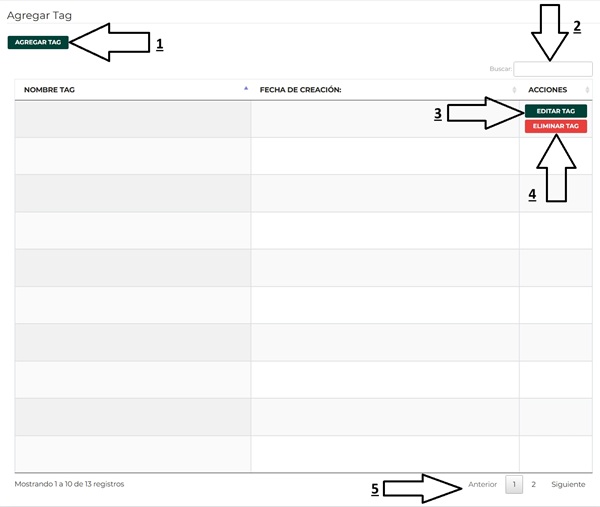 Agregar Tag
AGREGAR TAG
1
2
Buscar:
NOMBRE TAG FECHA DE CREACIÓN: ACCIONES
3
EDITAR TAG
ELIMINAR TAG
4
Mostrando 1 a 10 de 13 registros
5
Anterior 1 2 Siguiente